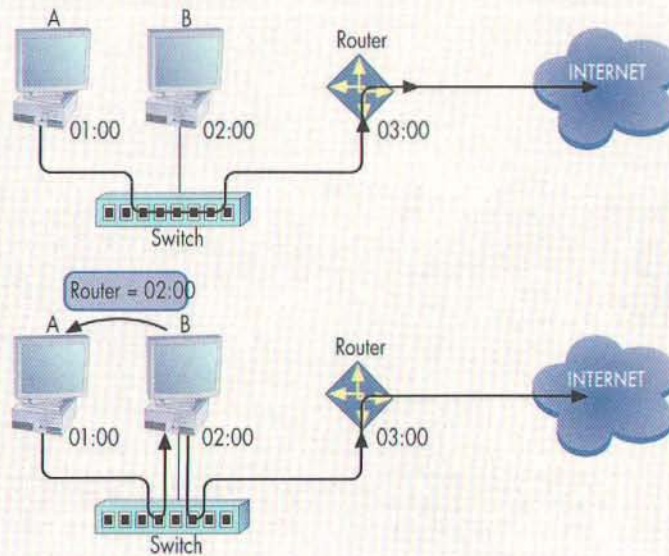 A
B
Router
INTERNET
01:00
02:00
03:00
Switch
Router = 02:00
A
B
Router
INTERNET
01:00
02:00
03:00
Switch